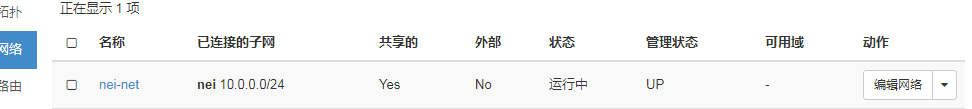 拓扑
正在显示 1 项
网络
名称 已连接的子网 共享的 外部 状态 管理状态 可用域 动作
路由
nei-net nei 10.0.0.0/24 Yes No 运行中 UP - 编辑网络